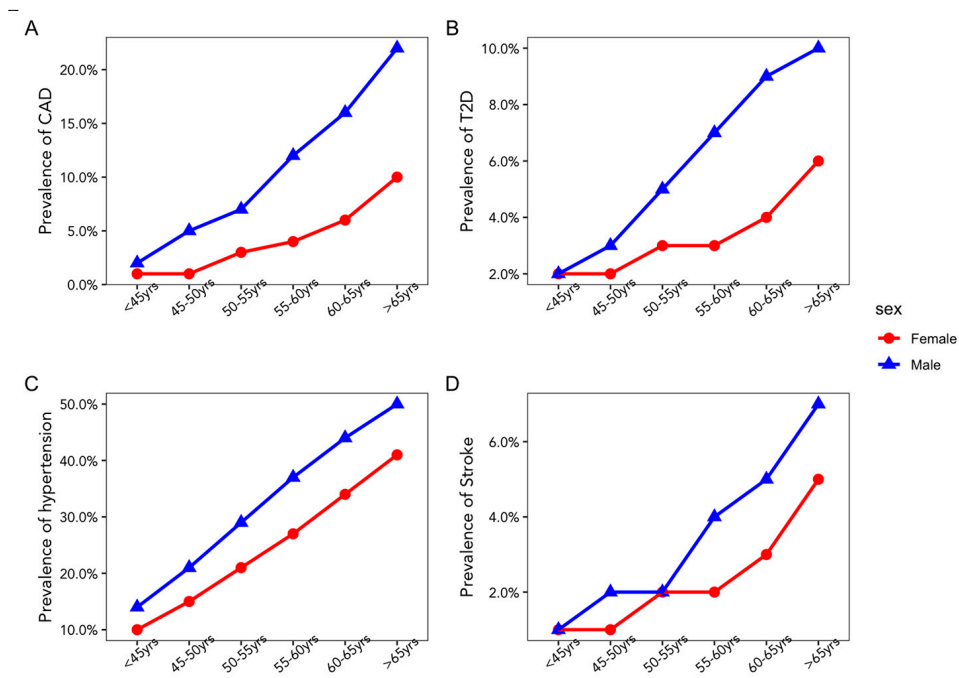 A
Prevalence of CAD
20.0%
15.0%
10.0%
5.0%
0.0%
<45yrs
45-50yrs
50-55yrs
55-60yrs
60-65yrs
>65yrs
B
Prevalence of T2D
10.0%
8.0%
6.0%
4.0%
2.0%
<45yrs
45-50yrs
50-55yrs
55-60yrs
60-65yrs
>65yrs
sex
Female
Male
C
Prevalence of hypertension
50.0%
40.0%
30.0%
20.0%
10.0%
<45yrs
45-50yrs
50-55yrs
55-60yrs
60-65yrs
>65yrs
D
Prevalence of Stroke
6.0%
4.0%
2.0%
<45yrs
45-50yrs
50-55yrs
55-60yrs
60-65yrs
>65yrs